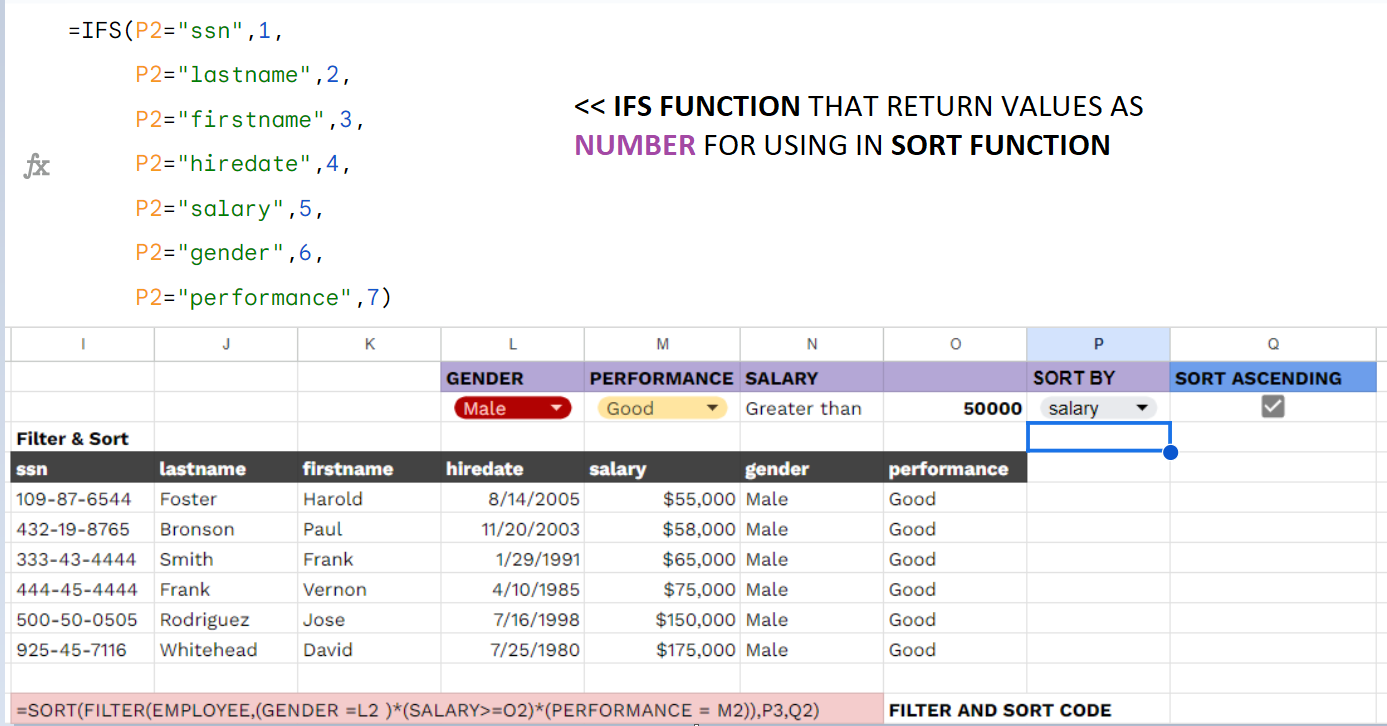 =IFS(P2="ssn",1,
P2="lastname",2,
P2="firstname",3,
P2="hiredate",4,
P2="salary",5,
P2="gender",6,
P2="performance",7)
fx
<< IFS FUNCTION THAT RETURN VALUES AS
NUMBER FOR USING IN SORT FUNCTION
I J K L M N O P Q
GENDER PERFORMANCE SALARY SORT BY SORT ASCENDING
Male Good Greater than 50000 salary
Filter & Sort
ssn lastname firstname hiredate salary gender performance
109-87-6544 Foster Harold 8/14/2005 $55,000 Male Good
432-19-8765 Bronson Paul 11/20/2003 $58,000 Male Good
333-43-4444 Smith Frank 1/29/1991 $65,000 Male Good
444-45-4444 Frank Vernon 4/10/1985 $75,000 Male Good
500-50-0505 Rodriguez Jose 7/16/1998 $150,000 Male Good
925-45-7116 Whitehead David 7/25/1980 $175,000 Male Good
=SORT(FILTER(EMPLOYEE,(GENDER =L2 )*(SALARY>=O2)*(PERFORMANCE = M2)),P3,Q2) FILTER AND SORT CODE